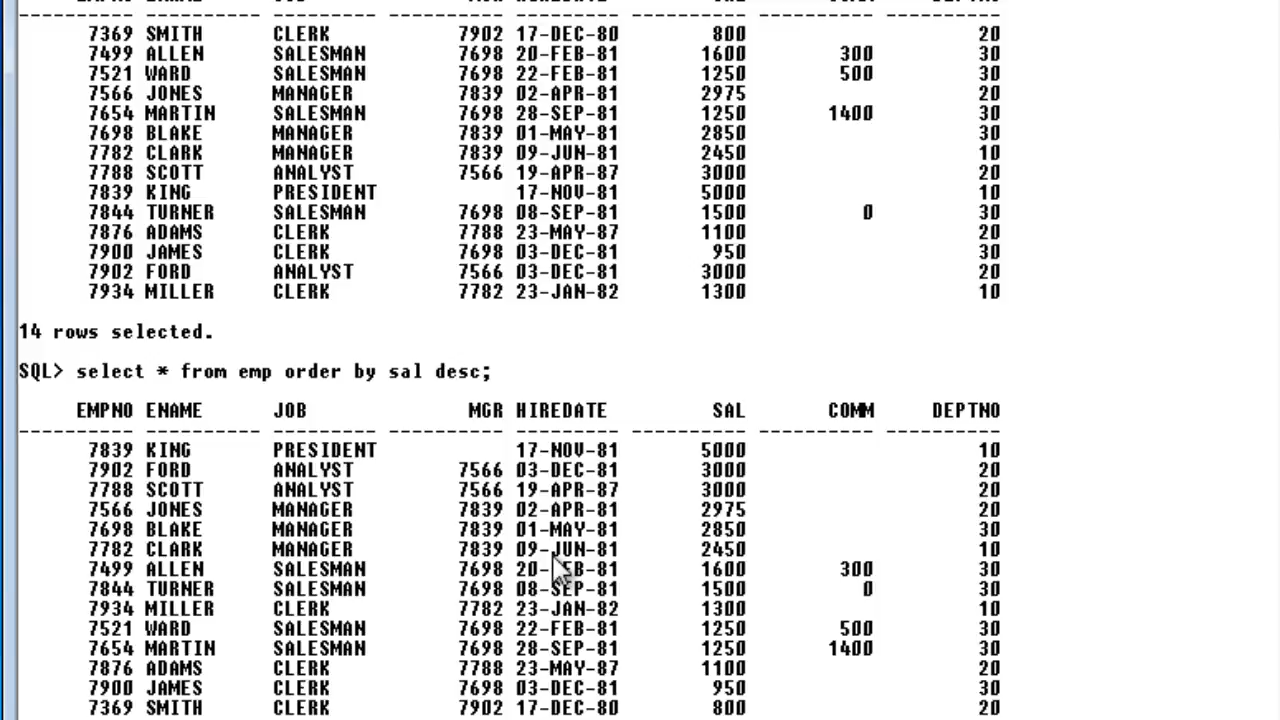 7369 SMITH CLERK 7902 17-DEC-80 800 20
7499 ALLEN SALESMAN 7698 20-FEB-81 1600 300 30
7521 WARD SALESMAN 7698 22-FEB-81 1250 500 30
7566 JONES MANAGER 7839 02-APR-81 2975 20
7654 MARTIN SALESMAN 7698 28-SEP-81 1250 1400 30
7698 BLAKE MANAGER 7839 01-MAY-81 2850 30
7782 CLARK MANAGER 7839 09-JUN-81 2450 10
7788 SCOTT ANALYST 7566 19-APR-87 3000 20
7839 KING PRESIDENT 17-NOV-81 5000 10
7844 TURNER SALESMAN 7698 08-SEP-81 1500 0 30
7876 ADAMS CLERK 7788 23-MAY-87 1100 20
7900 JAMES CLERK 7698 03-DEC-81 950 30
7902 FORD ANALYST 7566 03-DEC-81 3000 20
7934 MILLER CLERK 7782 23-JAN-82 1300 10
14 rows selected.
SQL> select * from emp order by sal desc;
EMPNO ENAME JOB MGR HIREDATE SAL COMM DEPTNO
7839 KING PRESIDENT 17-NOV-81 5000 10
7902 FORD ANALYST 7566 03-DEC-81 3000 20
7788 SCOTT ANALYST 7566 19-APR-87 3000 20
7566 JONES MANAGER 7839 02-APR-81 2975 20
7698 BLAKE MANAGER 7839 01-MAY-81 2850 30
7782 CLARK MANAGER 7839 09-JUN-81 2450 10
7499 ALLEN SALESMAN 7698 20-FEB-81 1600 300 30
7844 TURNER SALESMAN 7698 08-SEP-81 1500 0 30
7934 MILLER CLERK 7782 23-JAN-82 1300 10
7521 WARD SALESMAN 7698 22-FEB-81 1250 500 30
7654 MARTIN SALESMAN 7698 28-SEP-81 1250 1400 30
7876 ADAMS CLERK 7788 23-MAY-87 1100 20
7900 JAMES CLERK 7698 03-DEC-81 950 30
7369 SMITH CLERK 7902 17-DEC-80 800 20